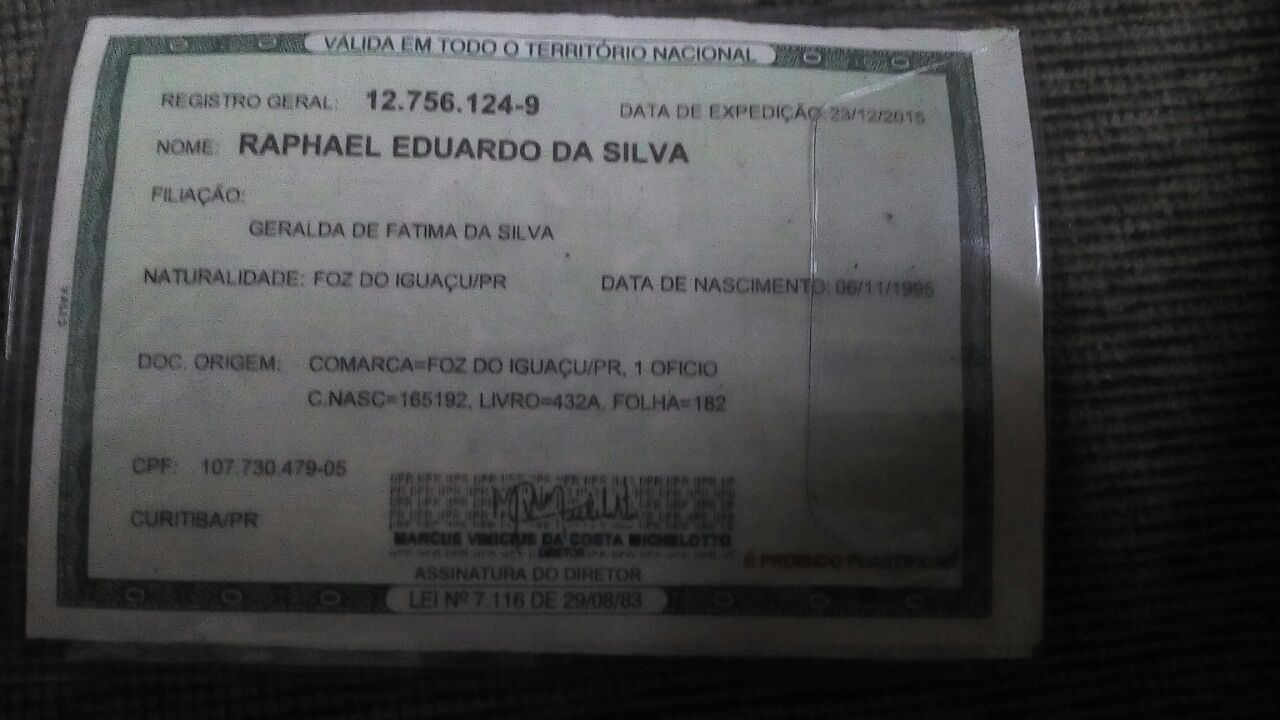 VÁLIDA EM TODO O TERRITÓRIO NACIONAL
REGISTRO GERAL: 12.756.124-9 DATA DE EXPEDIÇÃO: 23/12/2015
NOME: RAPHAEL EDUARDO DA SILVA
FILIAÇÃO:
GERALDA DE FATIMA DA SILVA
NATURALIDADE: FOZ DO IGUAÇU/PR DATA DE NASCIMENTO: 06/11/1995
DOC. ORIGEM: COMARCA=FOZ DO IGUAÇU/PR, 1 OFICIO
C.NASC=165192, LIVRO=432A, FOLHA=182
CPF: 107.730.479-05
CURITIBA/PR
MARCUS VINICIUS DA COSTA MICHELOTTO
DIRETOR
É PROIBIDO PLASTIFICAR
ASSINATURA DO DIRETOR
LEI Nº 7.116 DE 29/08/83